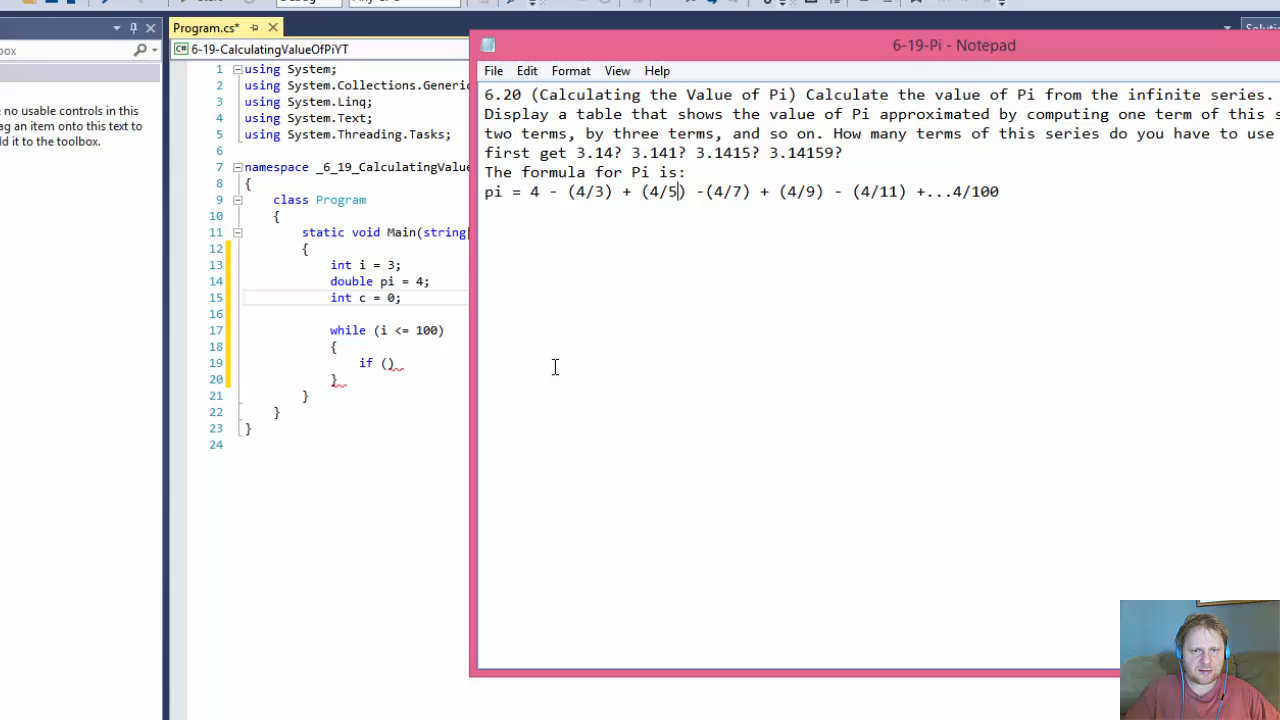 Program.cs*
6-19-Pi - Notepad
ox
6-19-CalculatingValueOfPiYT
File Edit Format View Help
1 using System;
2 using System.Collections.Generic
3 using System.Linq;
4 using System.Text;
5 using System.Threading.Tasks;
6
7 namespace _6_19_CalculatingValue
8 {
9 class Program
10 {
11 static void Main(string[
12 {
13 int i = 3;
14 double pi = 4;
15 int c = 0;
16
17 while (i <= 100)
18 {
19 if ()
20 }
21 }
22 }
23 }
24
e no usable controls in this
ag an item onto this text to
d it to the toolbox.
6.20 (Calculating the Value of Pi) Calculate the value of Pi from the infinite series.
Display a table that shows the value of Pi approximated by computing one term of this s
two terms, by three terms, and so on. How many terms of this series do you have to use
first get 3.14? 3.141? 3.1415? 3.14159?
The formula for Pi is:
pi = 4 - (4/3) + (4/5) -(4/7) + (4/9) - (4/11) +...4/100